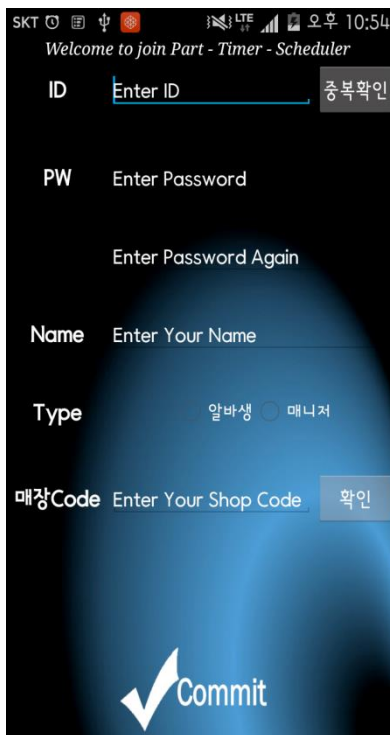 SKT LTE 오후 10:54
Welcome to join Part - Timer - Scheduler
ID Enter ID 중복확인
PW Enter Password
Enter Password Again
Name Enter Your Name
Type 알바생 매니저
매장Code Enter Your Shop Code 확인
Commit